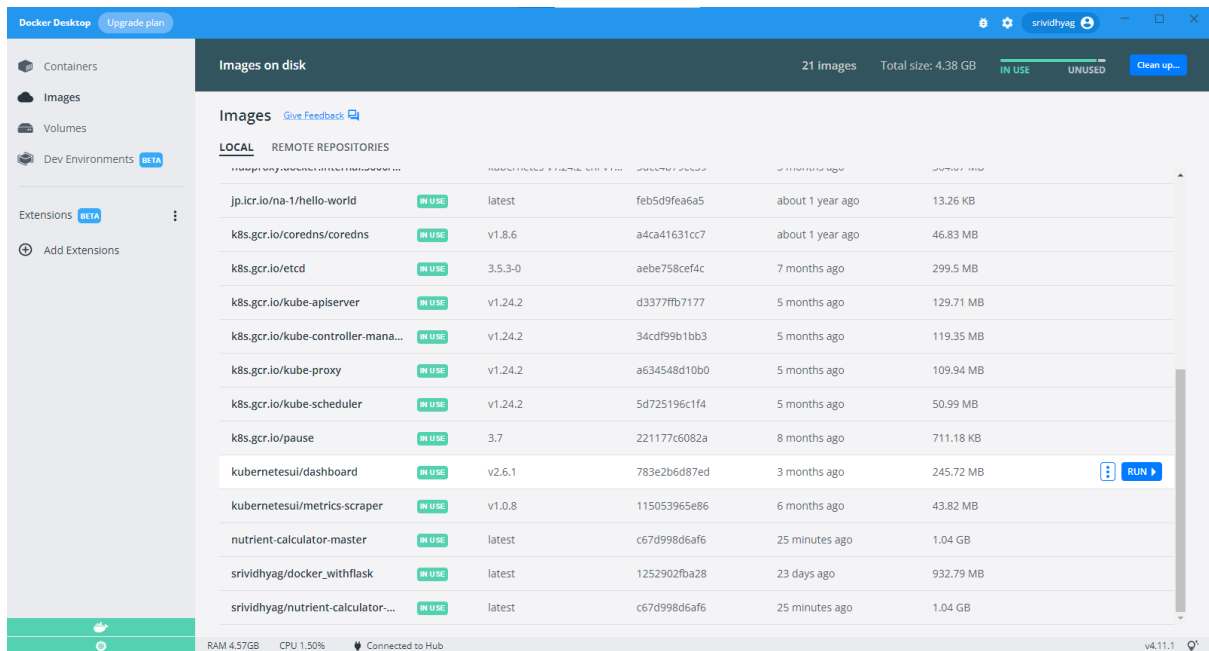 Docker Desktop Upgrade plan srividhyag
Containers
Images
Volumes
Dev Environments BETA
Extensions BETA
Add Extensions
Images on disk 21 images Total size: 4.38 GB IN USE UNUSED Clean up...
Images Give Feedback
LOCAL REMOTE REPOSITORIES
hubproxy.docker.internal:5000/... kubernetes-v1.24.2-cni-v1... 5 months ago
jp.icr.io/na-1/hello-world IN USE latest feb5d9fea6a5 about 1 year ago 13.26 KB
k8s.gcr.io/coredns/coredns IN USE v1.8.6 a4ca41631cc7 about 1 year ago 46.83 MB
k8s.gcr.io/etcd IN USE 3.5.3-0 aebe758cef4c 7 months ago 299.5 MB
k8s.gcr.io/kube-apiserver IN USE v1.24.2 d3377ffb7177 5 months ago 129.71 MB
k8s.gcr.io/kube-controller-mana... IN USE v1.24.2 34cdf99b1bb3 5 months ago 119.35 MB
k8s.gcr.io/kube-proxy IN USE v1.24.2 a634548d10b0 5 months ago 109.94 MB
k8s.gcr.io/kube-scheduler IN USE v1.24.2 5d725196c1f4 5 months ago 50.99 MB
k8s.gcr.io/pause IN USE 3.7 221177c6082a 8 months ago 711.18 KB
kubernetesui/dashboard IN USE v2.6.1 783e2b6d87ed 3 months ago 245.72 MB RUN
kubernetesui/metrics-scraper IN USE v1.0.8 115053965e86 6 months ago 43.82 MB
nutrient-calculator-master IN USE latest c67d998d6af6 25 minutes ago 1.04 GB
srividhyag/docker_withflask IN USE latest 1252902fba28 23 days ago 932.79 MB
srividhyag/nutrient-calculator-... IN USE latest c67d998d6af6 25 minutes ago 1.04 GB
RAM 4.57GB CPU 1.50% Connected to Hub v4.11.1